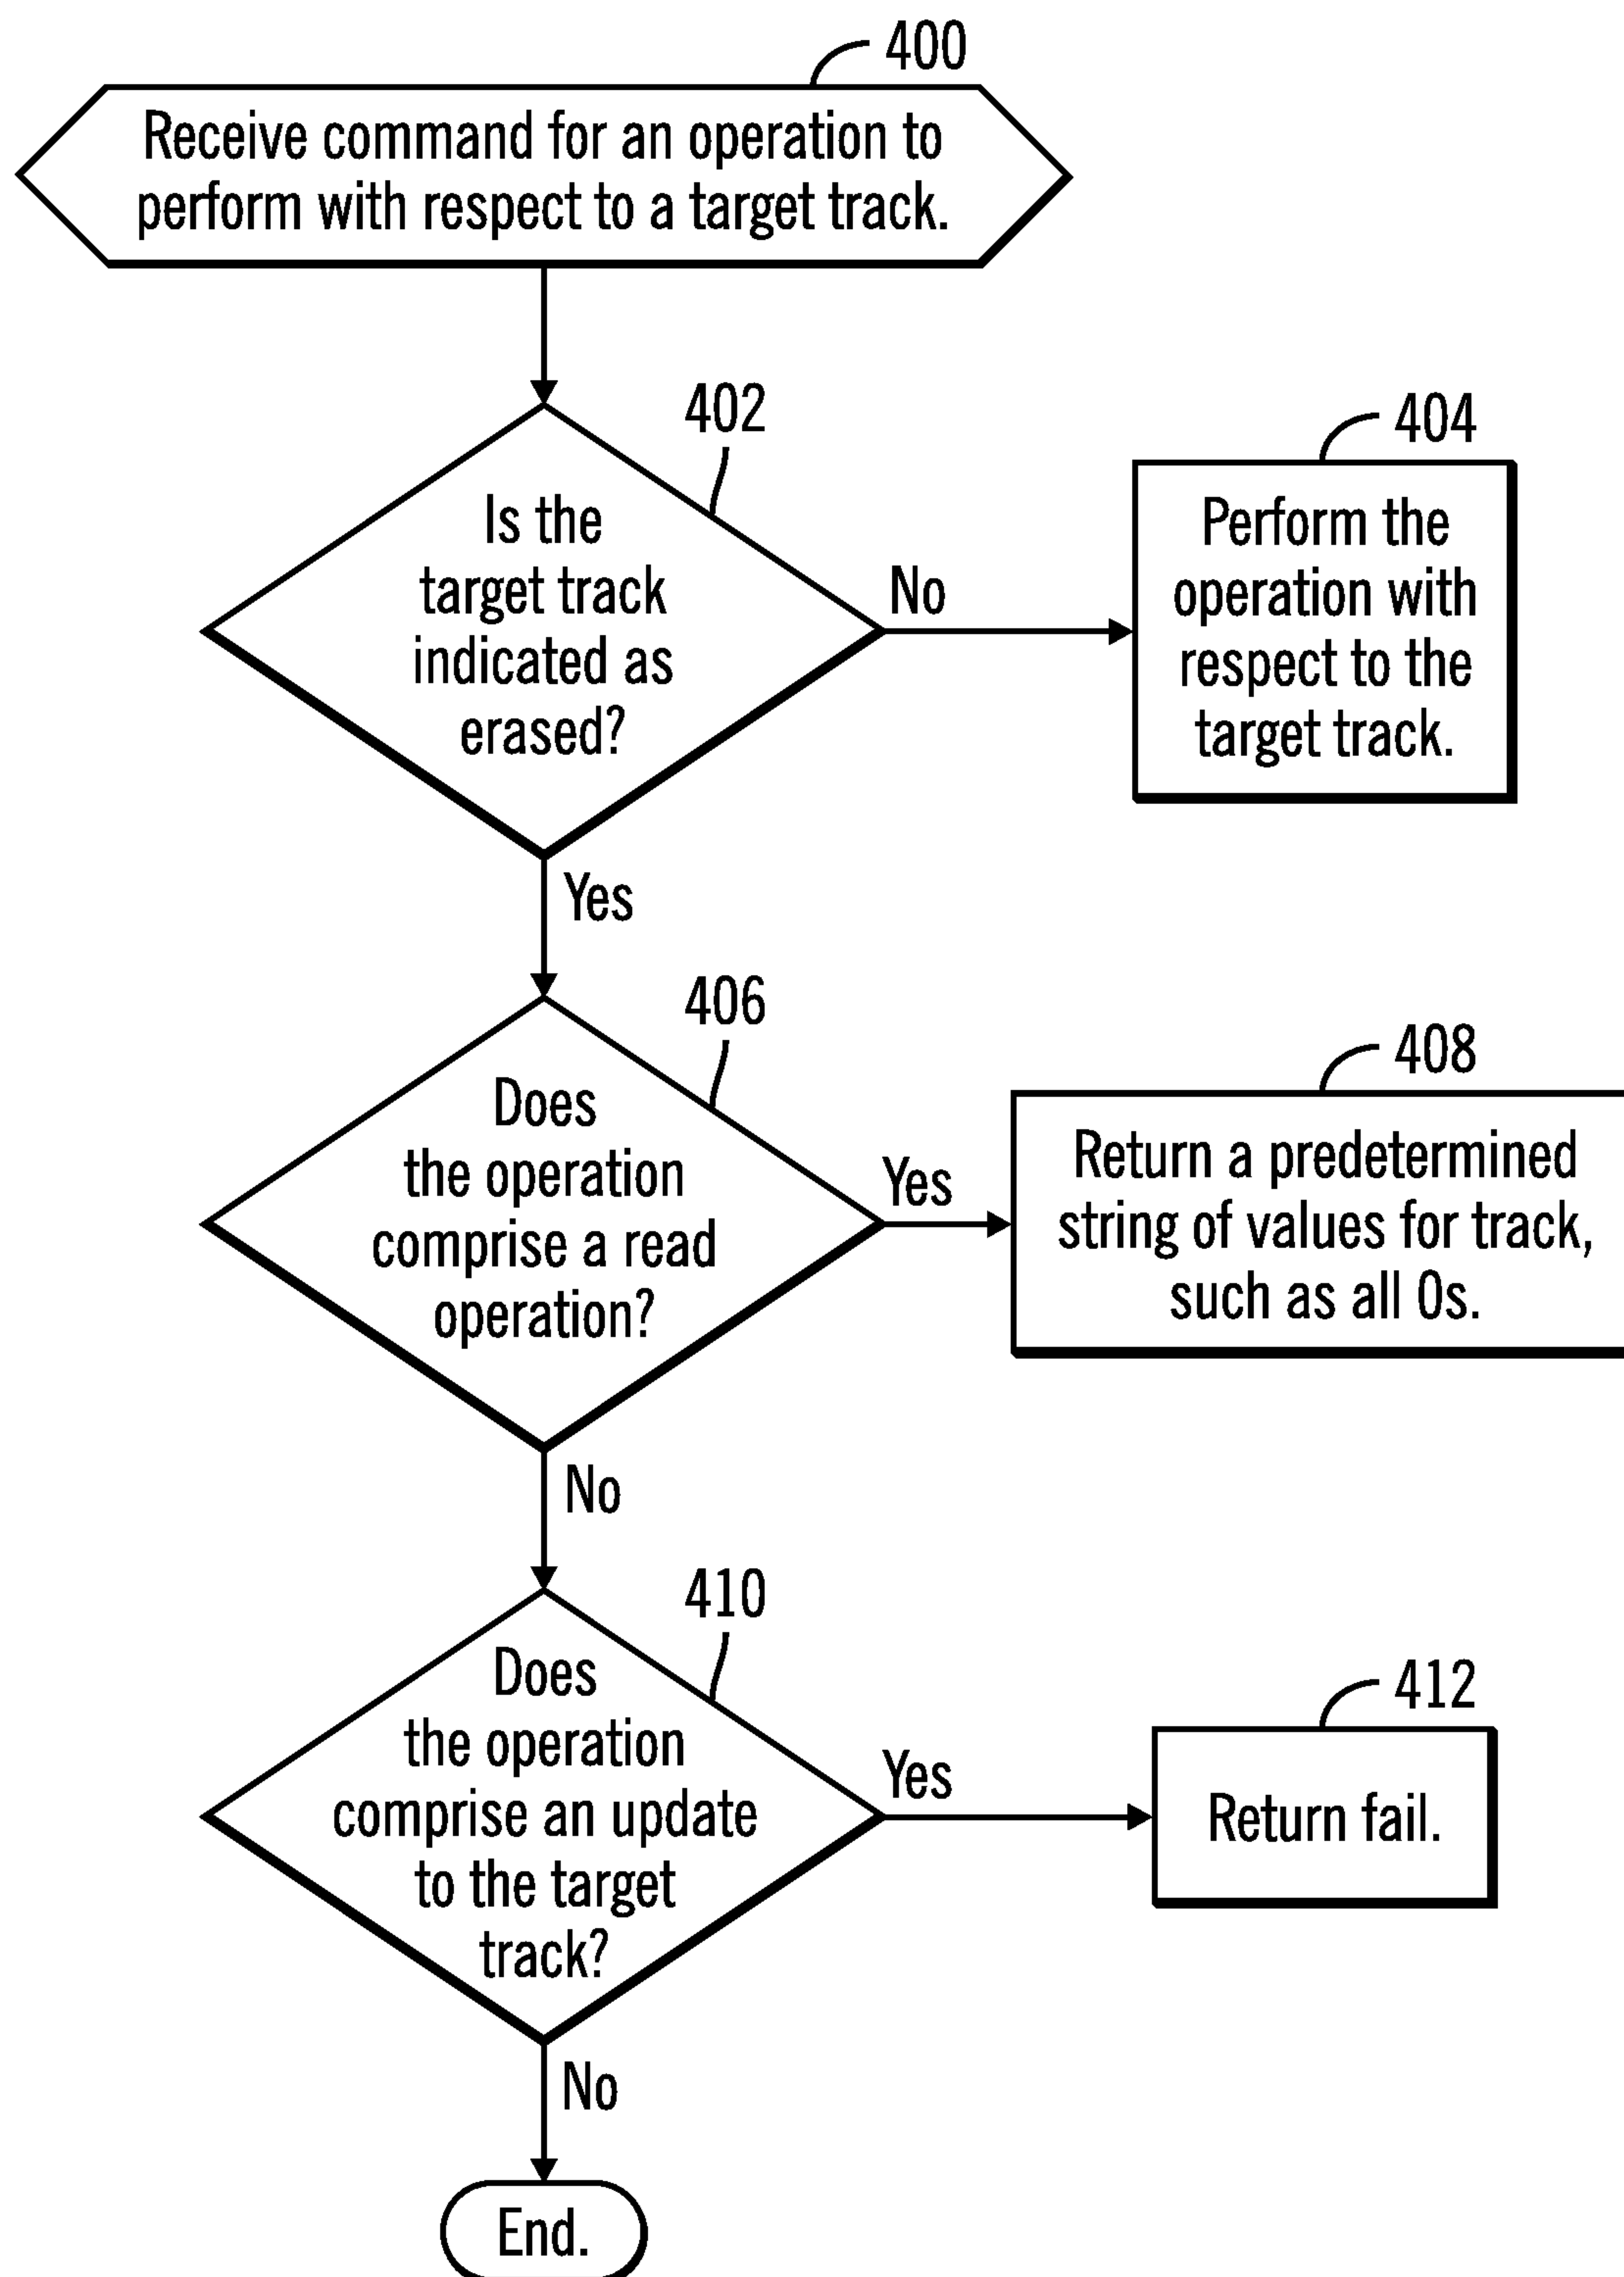 400
Receive command for an operation to
perform with respect to a target track.
402
Is the
target track
indicated as
erased?
No
404
Perform the
operation with
respect to the
target track.
Yes
406
Does
the operation
comprise a read
operation?
Yes
408
Return a predetermined
string of values for track,
such as all 0s.
No
410
Does
the operation
comprise an update
to the target
track?
Yes
412
Return fail.
No
End.